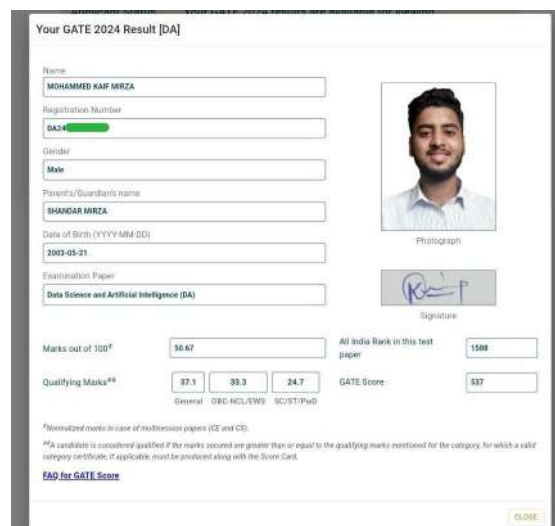 Your GATE 2024 Result [DA]
Name
MOHAMMED KAIF MIRZA
Registration Number
DA24
Gender
Male
Parent's/Guardian's name
SHANDAR MIRZA
Date of Birth (YYYY-MM-DD)
2003-05-21
Examination Paper
Data Science and Artificial Intelligence (DA)
Photograph
Signature
Marks out of 100#
50.67
All India Rank in this test paper
1588
Qualifying Marks##
37.1 33.3 24.7
General OBC-NCL/EWS SC/ST/PwD
GATE Score
537
#Normalized marks in case of multisession papers (CE and CS).
##A candidate is considered qualified if the marks secured are greater than or equal to the qualifying marks mentioned for the category, for which a valid
category certificate, if applicable, must be produced along with the Score Card.
FAQ for GATE Score
CLOSE